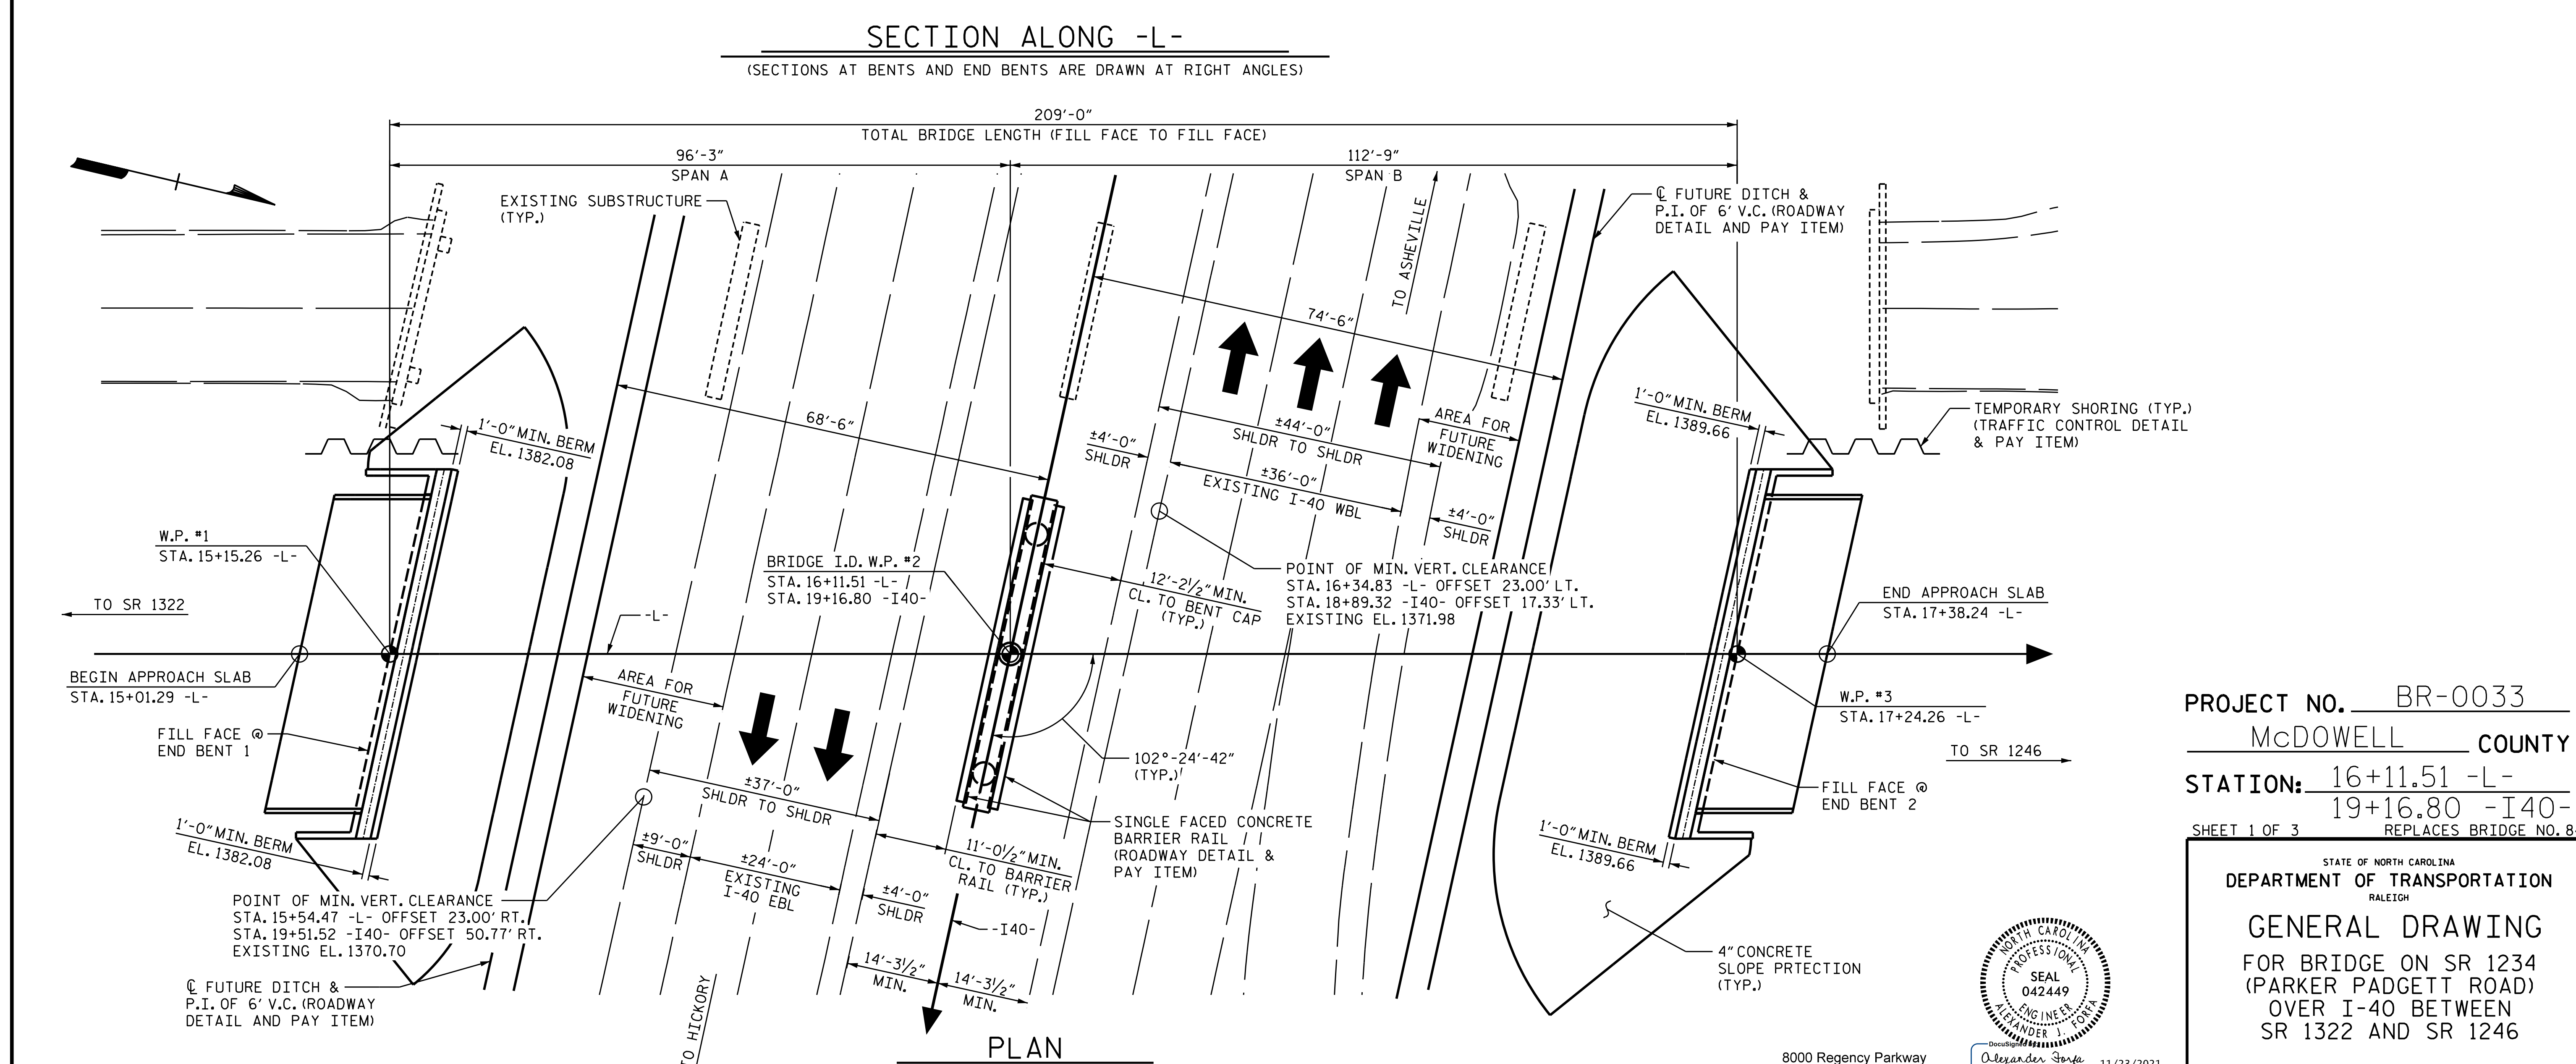 SECTION ALONG -L-
(SECTIONS AT BENTS AND END BENTS ARE DRAWN AT RIGHT ANGLES)
209'-0"
TOTAL BRIDGE LENGTH (FILL FACE TO FILL FACE)
96'-3"
SPAN A
112'-9"
SPAN B
EXISTING SUBSTRUCTURE
(TYP.)
TO ASHEVILLE
℄ FUTURE DITCH &
P.I. OF 6' V.C. (ROADWAY
DETAIL AND PAY ITEM)
74'-6"
68'-6"
1'-0" MIN. BERM
EL. 1382.08
±4'-0"
SHLDR
±44'-0"
SHLDR TO SHLDR
AREA FOR
FUTURE
WIDENING
±36'-0"
EXISTING I-40 WBL
±4'-0"
SHLDR
1'-0" MIN. BERM
EL. 1389.66
TEMPORARY SHORING (TYP.)
(TRAFFIC CONTROL DETAIL
& PAY ITEM)
W.P. #1
STA. 15+15.26 -L-
BRIDGE I.D. W.P. #2
STA. 16+11.51 -L-
STA. 19+16.80 -I40-
12'-2½" MIN.
CL. TO BENT CAP
(TYP.)
POINT OF MIN. VERT. CLEARANCE
STA. 16+34.83 -L- OFFSET 23.00' LT.
STA. 18+89.32 -I40- OFFSET 17.33' LT.
EXISTING EL. 1371.98
END APPROACH SLAB
STA. 17+38.24 -L-
TO SR 1322
-L-
BEGIN APPROACH SLAB
STA. 15+01.29 -L-
AREA FOR
FUTURE
WIDENING
W.P. #3
STA. 17+24.26 -L-
TO SR 1246
FILL FACE @
END BENT 1
102°-24'-42"
(TYP.)
FILL FACE @
END BENT 2
±37'-0"
SHLDR TO SHLDR
1'-0" MIN. BERM
EL. 1382.08
±9'-0"
SHLDR
±24'-0"
EXISTING
I-40 EBL
±4'-0"
SHLDR
11'-0½" MIN.
CL. TO BARRIER
RAIL (TYP.)
SINGLE FACED CONCRETE
BARRIER RAIL
(ROADWAY DETAIL &
PAY ITEM)
1'-0" MIN. BERM
EL. 1389.66
POINT OF MIN. VERT. CLEARANCE
STA. 15+54.47 -L- OFFSET 23.00' RT.
STA. 19+51.52 -I40- OFFSET 50.77' RT.
EXISTING EL. 1370.70
-I40-
14'-3½"
MIN.
14'-3½"
MIN.
4" CONCRETE
SLOPE PRTECTION
(TYP.)
℄ FUTURE DITCH &
P.I. OF 6' V.C. (ROADWAY
DETAIL AND PAY ITEM)
TO HICKORY
PLAN
PROJECT NO. BR-0033
McDOWELL COUNTY
STATION: 16+11.51 -L-
19+16.80 -I40-
SHEET 1 OF 3 REPLACES BRIDGE NO.
STATE OF NORTH CAROLINA
DEPARTMENT OF TRANSPORTATION
RALEIGH
GENERAL DRAWING
FOR BRIDGE ON SR 1234
(PARKER PADGETT ROAD)
OVER I-40 BETWEEN
SR 1322 AND SR 1246
NORTH CAROLINA
PROFESSIONAL
SEAL
042449
ENGINEER
ALEXANDER J. FORFA
DocuSigned by
Alexander Forfa
11/23/2021
8000 Regency Parkway